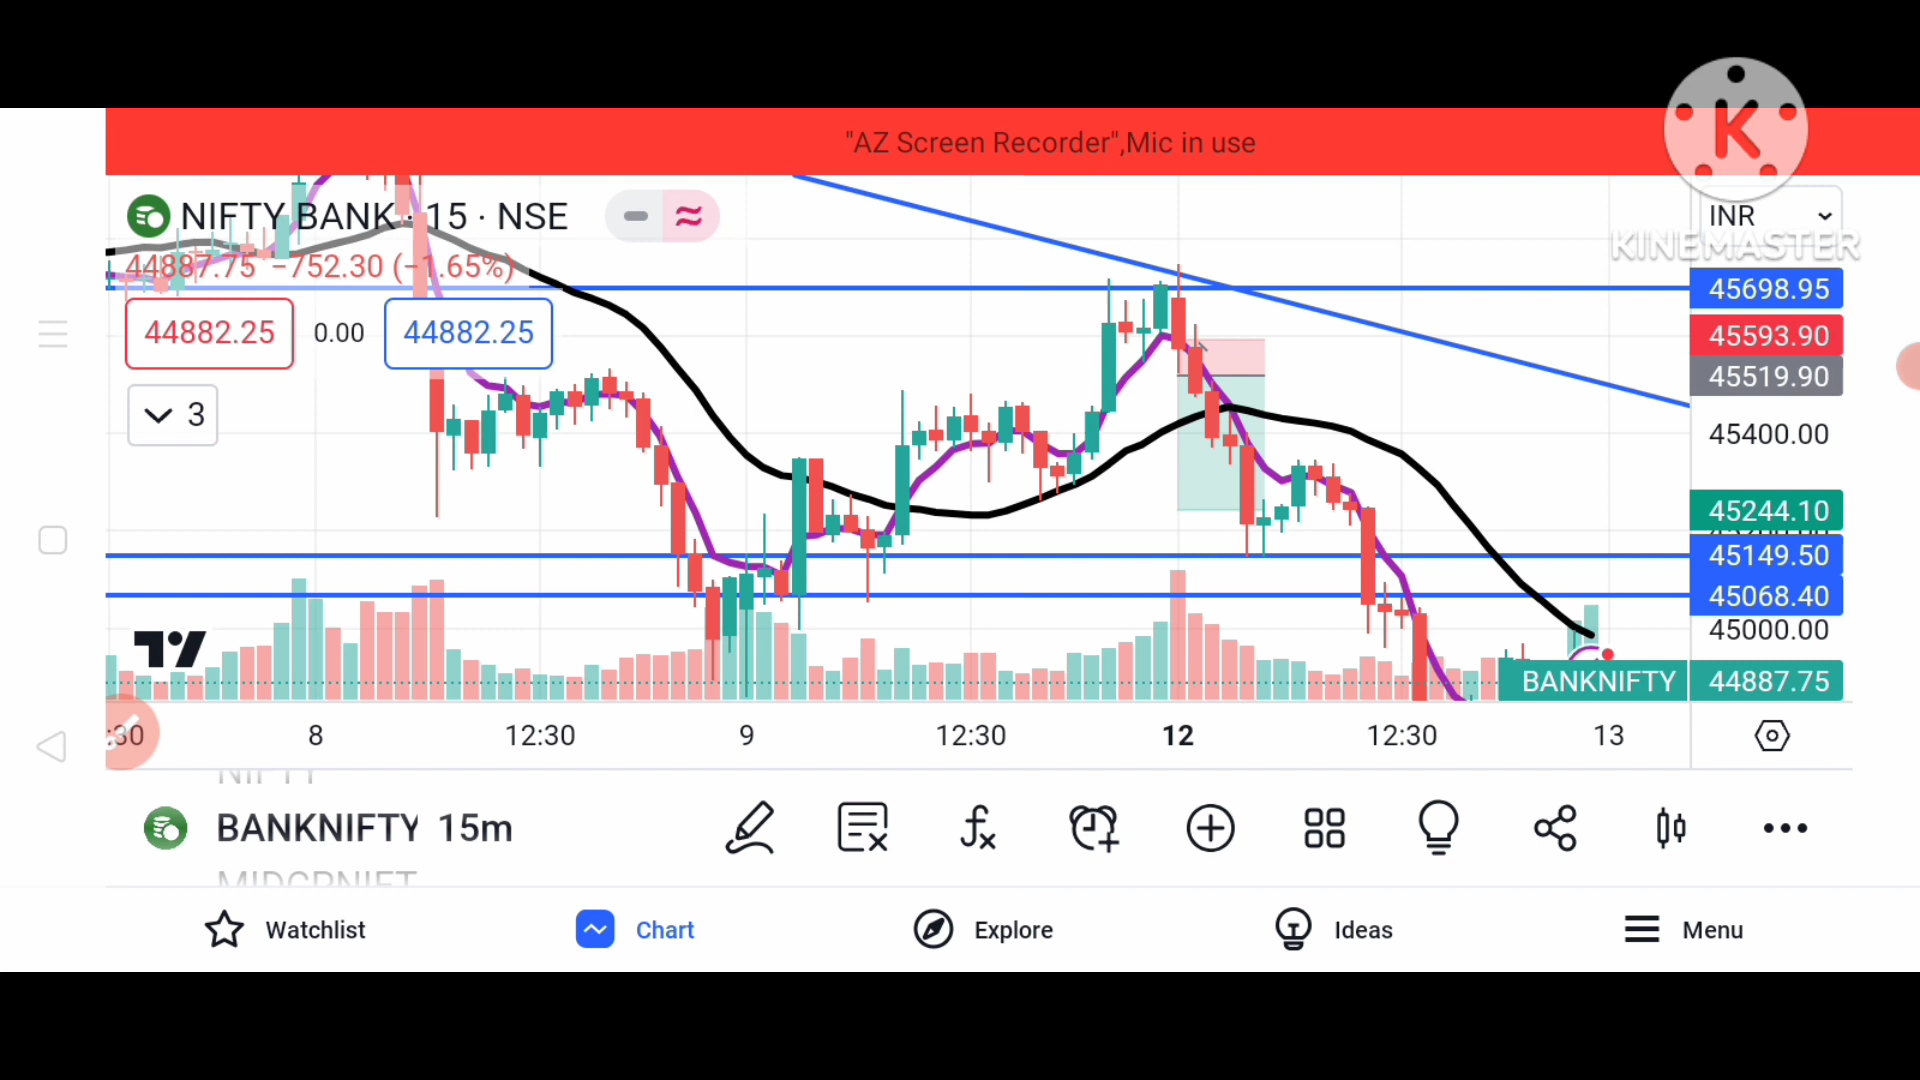 "AZ Screen Recorder",Mic in use
K
KINEMASTER
NIFTY BANK · 15 · NSE
INR
44887.75 −752.30 (−1.65%)
44882.25 0.00 44882.25
3
45698.95
45593.90
45519.90
45400.00
45244.10
45149.50
45068.40
45000.00
BANKNIFTY 44887.75
:30 8 12:30 9 12:30 12 12:30 13
NIFTY
BANKNIFTY 15m
MIDCPNIFT
Watchlist Chart Explore Ideas Menu